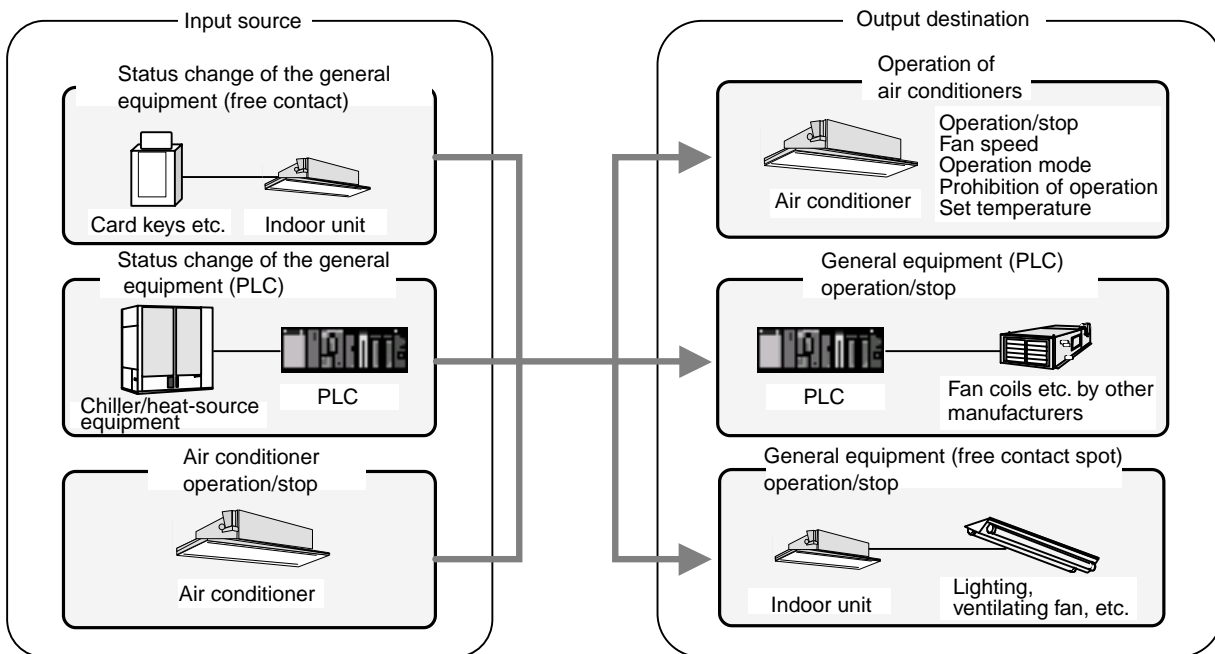 Input source
Status change of the general
equipment (free contact)
Card keys etc.
Indoor unit
Status change of the general
equipment (PLC)
Chiller/heat-source
equipment
PLC
Air conditioner
operation/stop
Air conditioner
Output destination
Operation of
air conditioners
Air conditioner
Operation/stop
Fan speed
Operation mode
Prohibition of operation
Set temperature
General equipment (PLC)
operation/stop
PLC
Fan coils etc. by other
manufacturers
General equipment (free contact spot)
operation/stop
Indoor unit
Lighting,
ventilating fan, etc.